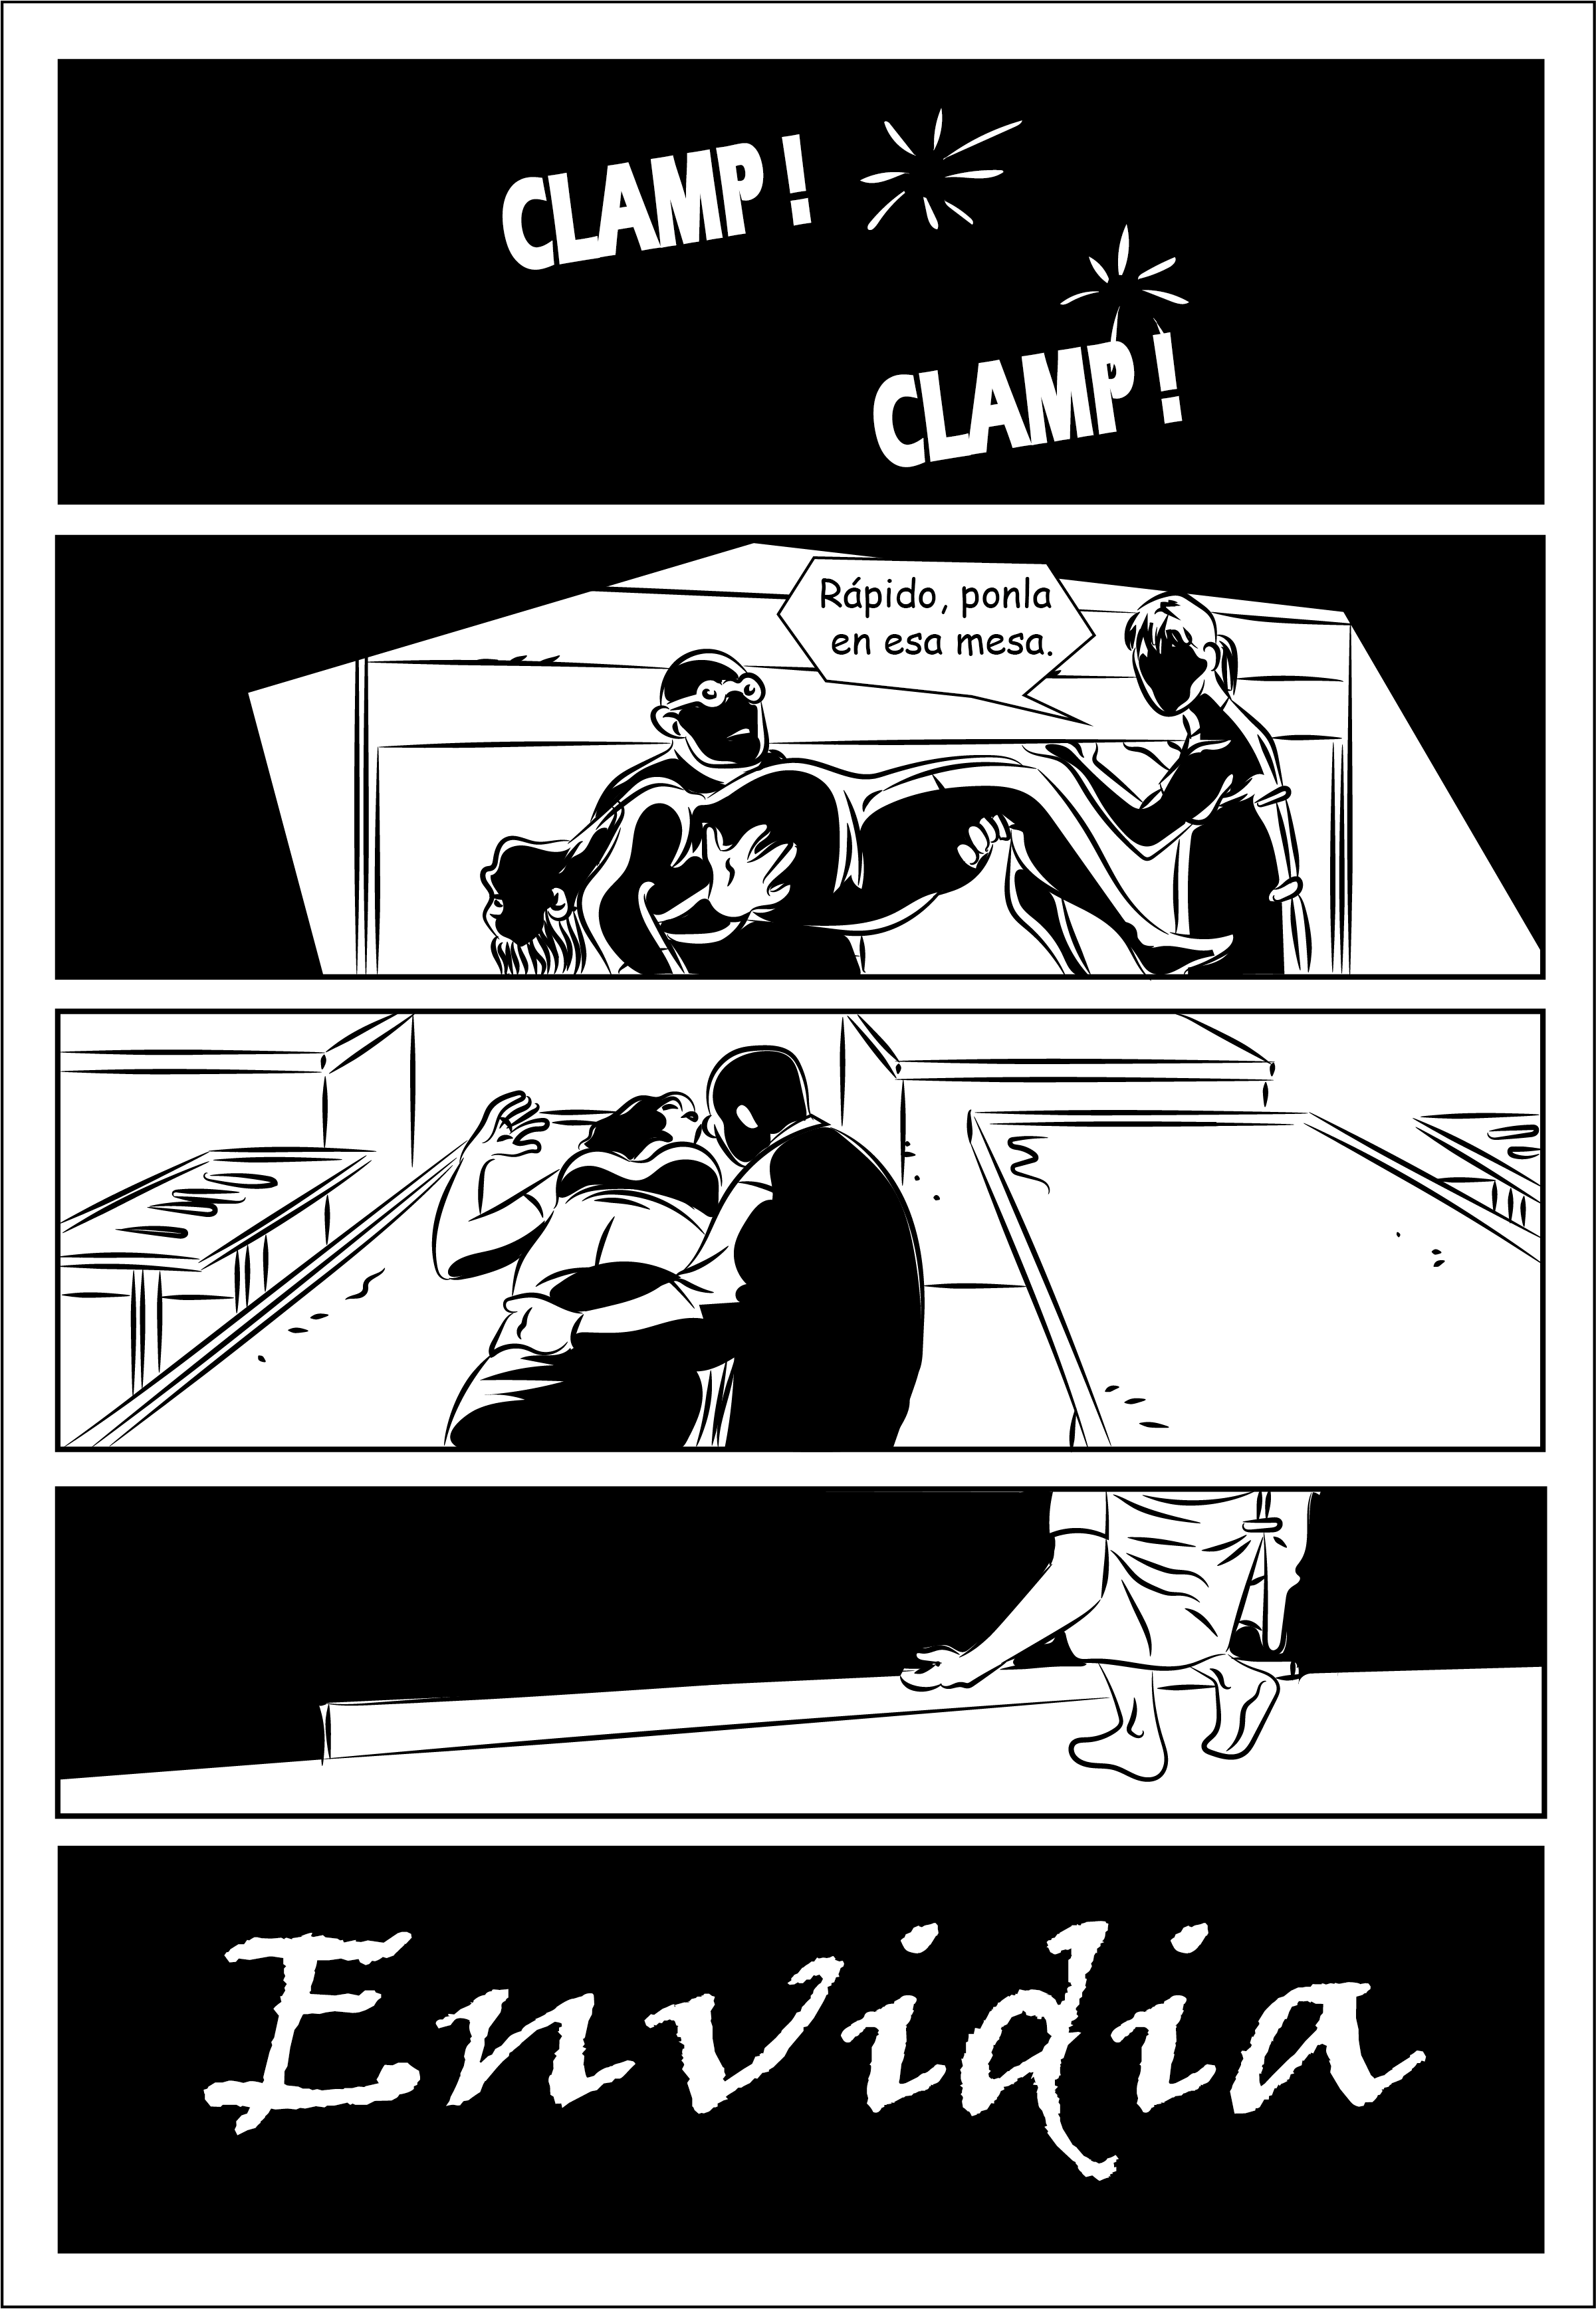 CLAMP !
CLAMP !
Rápido, ponla
en esa mesa.
Envidia